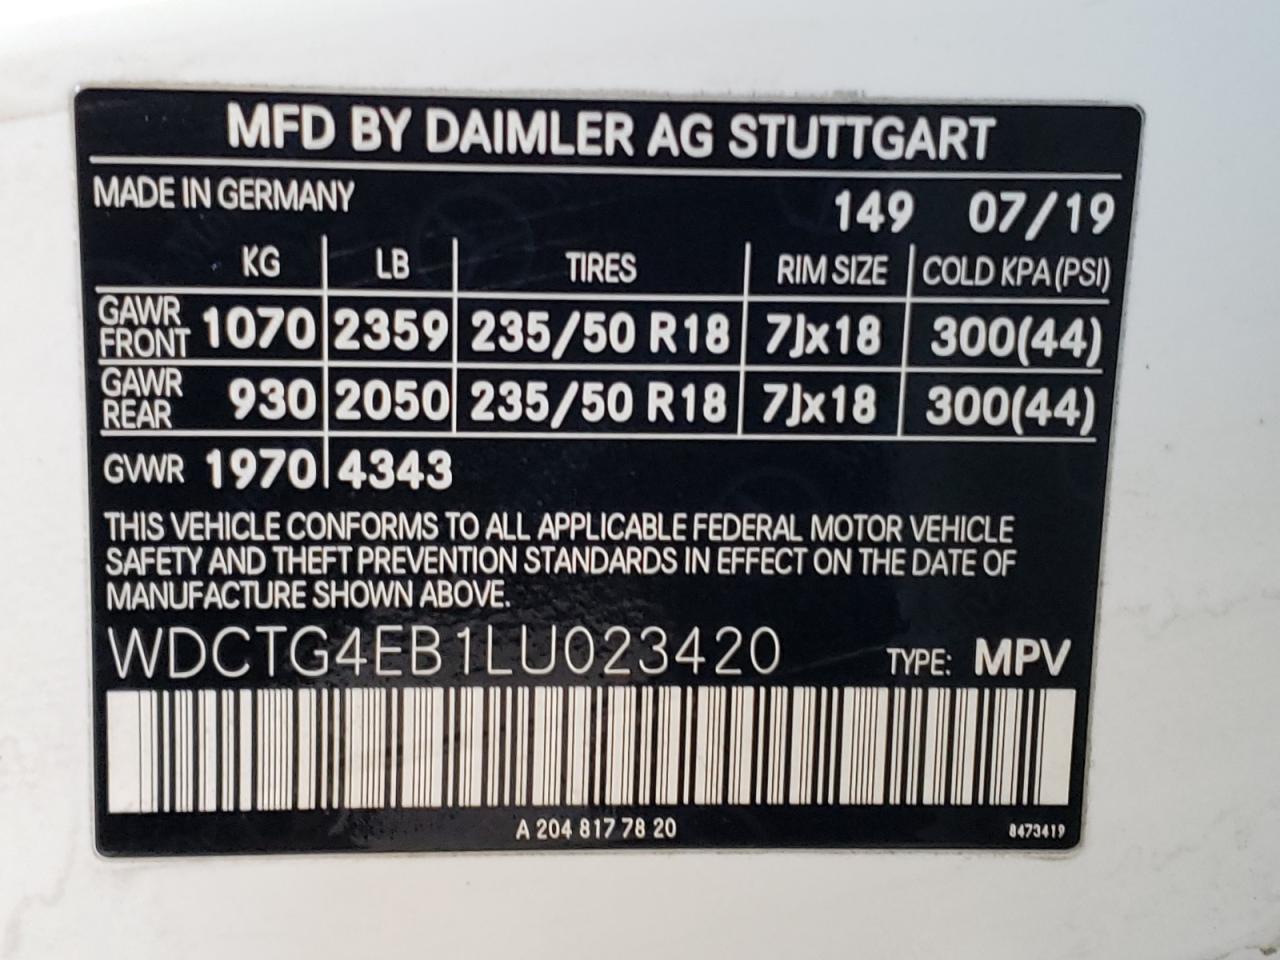 MFD BY DAIMLER AG STUTTGART
MADE IN GERMANY 149 07/19
KG LB TIRES RIM SIZE COLD KPA (PSI)
GAWR FRONT 1070 2359 235/50 R18 7Jx18 300(44)
GAWR REAR 930 2050 235/50 R18 7Jx18 300(44)
GVWR 1970 4343
THIS VEHICLE CONFORMS TO ALL APPLICABLE FEDERAL MOTOR VEHICLE
SAFETY AND THEFT PREVENTION STANDARDS IN EFFECT ON THE DATE OF
MANUFACTURE SHOWN ABOVE.
WDCTG4EB1LU023420 TYPE: MPV
A 204 817 78 20 8473419